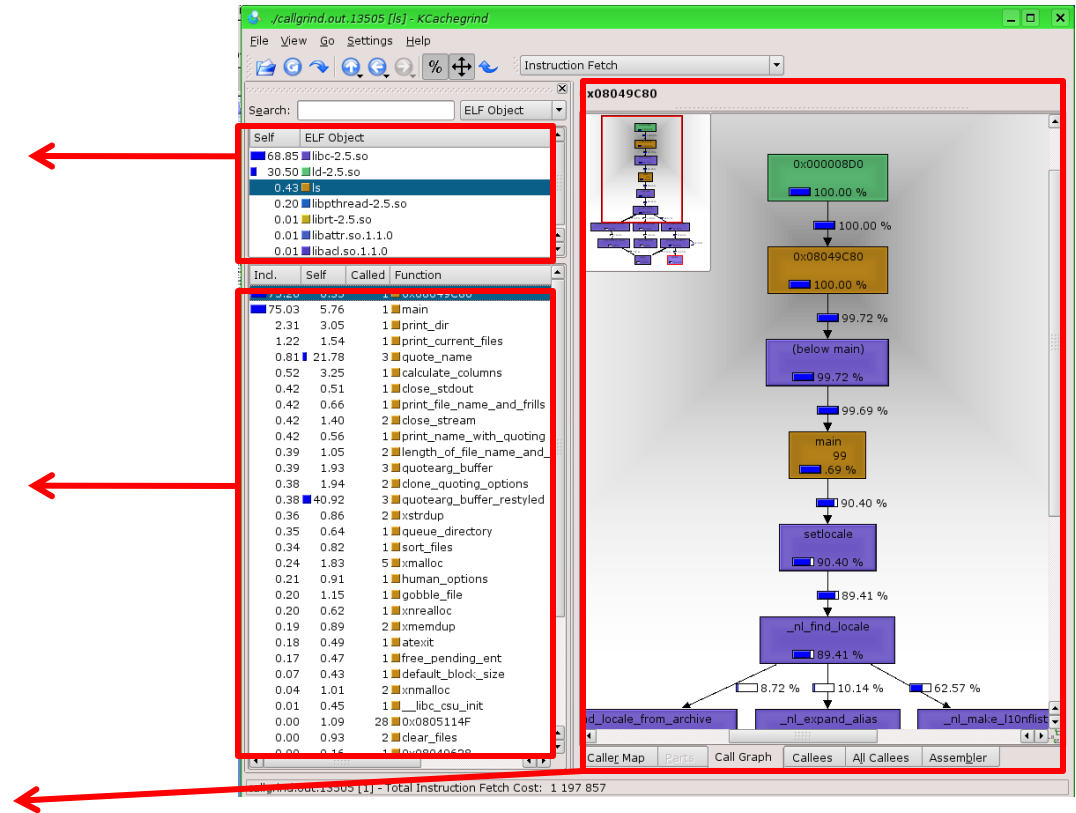 ./callgrind.out.13505 [ls] - KCachegrind
File View Go Settings Help
% Instruction Fetch
Search: ELF Object
Self ELF Object
68.85 libc-2.5.so
30.50 ld-2.5.so
0.43 ls
0.20 libpthread-2.5.so
0.01 librt-2.5.so
0.01 libattr.so.1.1.0
0.01 libacl.so.1.1.0
Incl. Self Called Function
1 0x08049C80
75.03 5.76 1 main
2.31 3.05 1 print_dir
1.22 1.54 1 print_current_files
0.81 21.78 3 quote_name
0.52 3.25 1 calculate_columns
0.42 0.51 1 close_stdout
0.42 0.66 1 print_file_name_and_frills
0.42 1.40 2 close_stream
0.42 0.56 1 print_name_with_quoting
0.39 1.05 2 length_of_file_name_and_
0.39 1.93 3 quotearg_buffer
0.38 1.94 2 clone_quoting_options
0.38 40.92 3 quotearg_buffer_restyled
0.36 0.86 2 xstrdup
0.35 0.64 1 queue_directory
0.34 0.82 1 sort_files
0.24 1.83 5 xmalloc
0.21 0.91 1 human_options
0.20 1.15 1 gobble_file
0.20 0.62 1 xnrealloc
0.19 0.89 2 xmemdup
0.18 0.49 1 atexit
0.17 0.47 1 free_pending_ent
0.07 0.43 1 default_block_size
0.04 1.01 2 xnmalloc
0.01 0.45 1 __libc_csu_init
0.00 1.09 28 0x0805114F
0.00 0.93 2 clear_files
x08049C80
0x000008D0
100.00 %
100.00 %
0x08049C80
100.00 %
99.72 %
(below main)
99.72 %
99.69 %
main
99
.69 %
90.40 %
setlocale
90.40 %
89.41 %
_nl_find_locale
89.41 %
8.72 % 10.14 % 62.57 %
nd_locale_from_archive _nl_expand_alias _nl_make_l10nflist
Caller Map Parts Call Graph Callees All Callees Assembler
callgrind.out.13505 [1] - Total Instruction Fetch Cost: 1 197 857